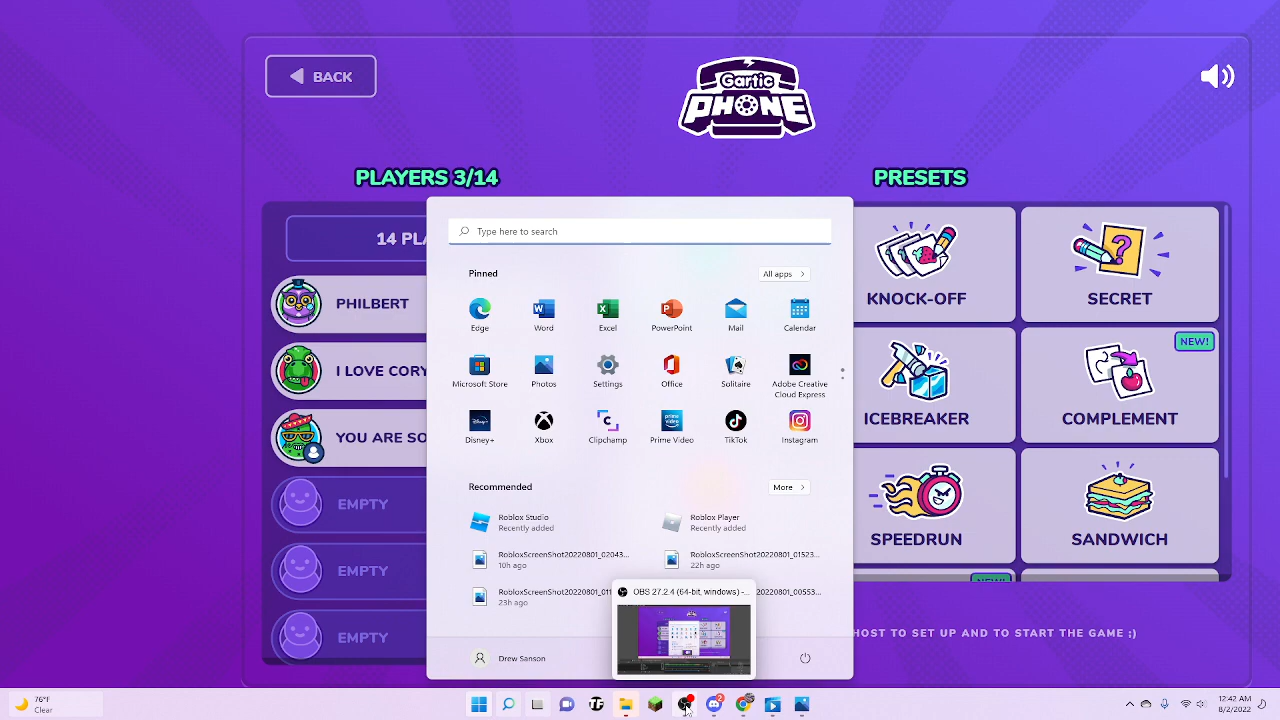 BACK
Gartic
PHONE
PLAYERS 3/14
PRESETS
14 PL
PHILBERT
I LOVE CORY
YOU ARE SO
EMPTY
EMPTY
EMPTY
KNOCK-OFF
SECRET
ICEBREAKER
NEW!
COMPLEMENT
SPEEDRUN
SANDWICH
HOST TO SET UP AND TO START THE GAME ;)
Type here to search
Pinned
All apps
Edge
Word
Excel
PowerPoint
Mail
Calendar
Microsoft Store
Photos
Settings
Office
Solitaire
Adobe Creative
Cloud Express
Disney+
Xbox
Clipchamp
Prime Video
TikTok
Instagram
Recommended
More
Roblox Studio
Recently added
Roblox Player
Recently added
RobloxScreenShot20220801_02043...
10h ago
RobloxScreenShot20220801_01523...
22h ago
23h ago
OBS 27.2.4 (64-bit, windows) -...
Drew Sanson
76°F
Clear
12:42 AM
8/2/2022